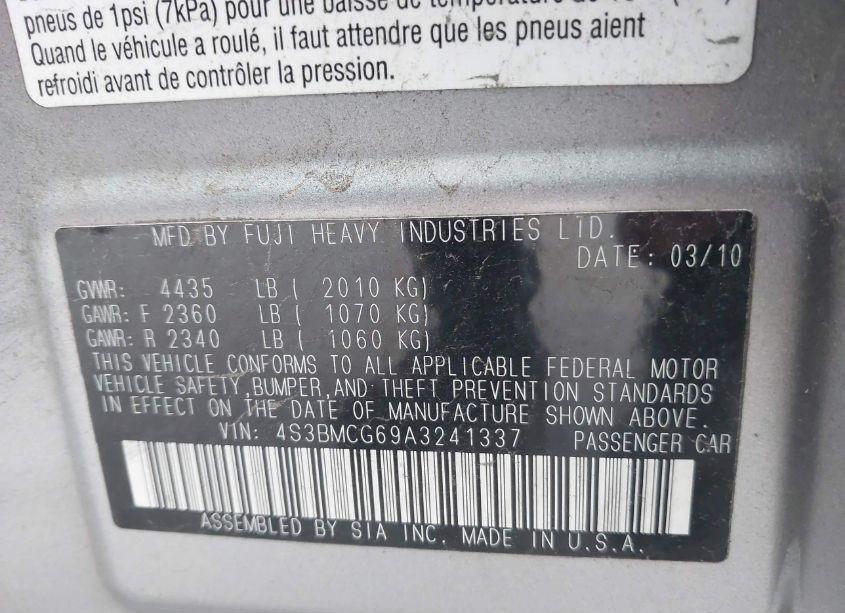 pneus de 1psi (7kPa) pour une baisse de température de
Quand le véhicule a roulé, il faut attendre que les pneus aient
refroidi avant de contrôler la pression.
MFD BY FUJI HEAVY INDUSTRIES LTD.
DATE: 03/10
GVWR: 4435 LB ( 2010 KG)
GAWR: F 2360 LB ( 1070 KG)
GAWR: R 2340 LB ( 1060 KG)
THIS VEHICLE CONFORMS TO ALL APPLICABLE FEDERAL MOTOR
VEHICLE SAFETY,BUMPER,AND THEFT PREVENTION STANDARDS
IN EFFECT ON THE DATE OF MANUFACTURE SHOWN ABOVE.
VIN: 4S3BMCG69A3241337 PASSENGER CAR
ASSEMBLED BY SIA INC. MADE IN U.S.A.